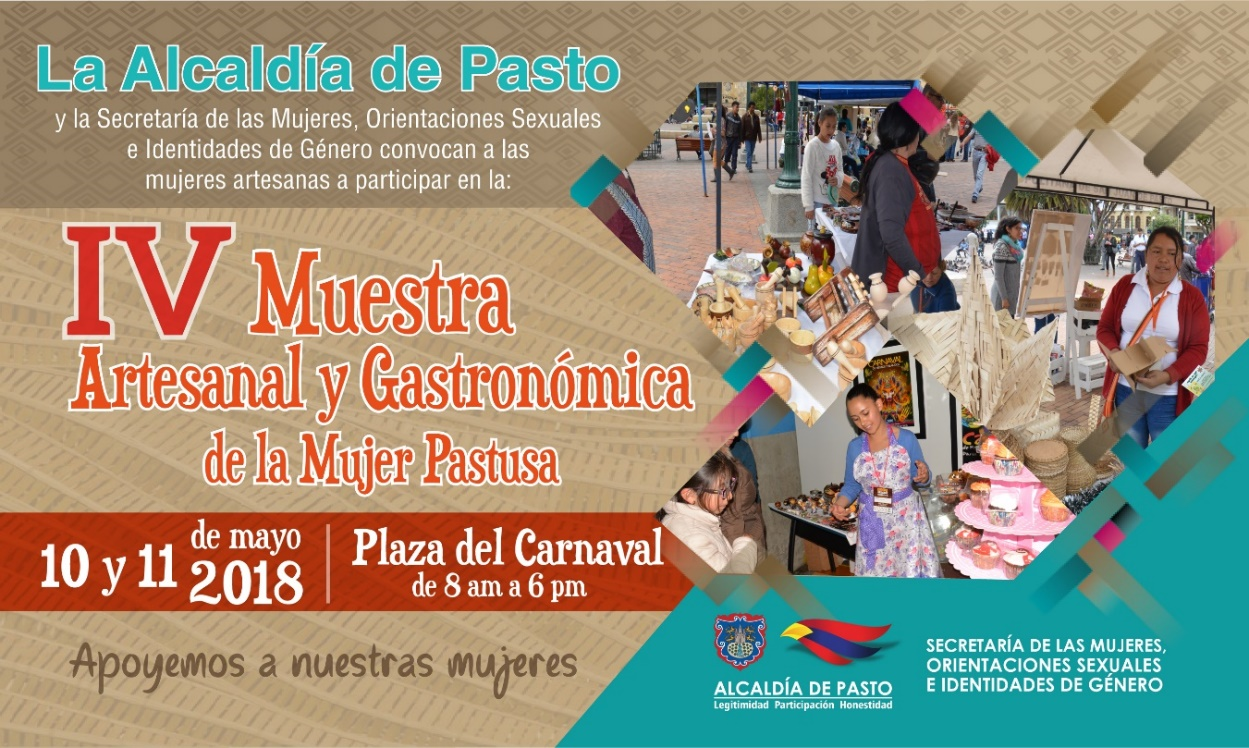 La Alcaldía de Pasto
y la Secretaría de las Mujeres, Orientaciones Sexuales
e Identidades de Género convocan a las
mujeres artesanas a participar en la:
IV Muestra
Artesanal y Gastronómica
de la Mujer Pastusa
10 y 11 de mayo
2018
Plaza del Carnaval
de 8 am a 6 pm
Apoyemos a nuestras mujeres
CARNAVAL
ALCALDÍA DE PASTO
Legitimidad Participación Honestidad
SECRETARÍA DE LAS MUJERES,
ORIENTACIONES SEXUALES
E IDENTIDADES DE GÉNERO